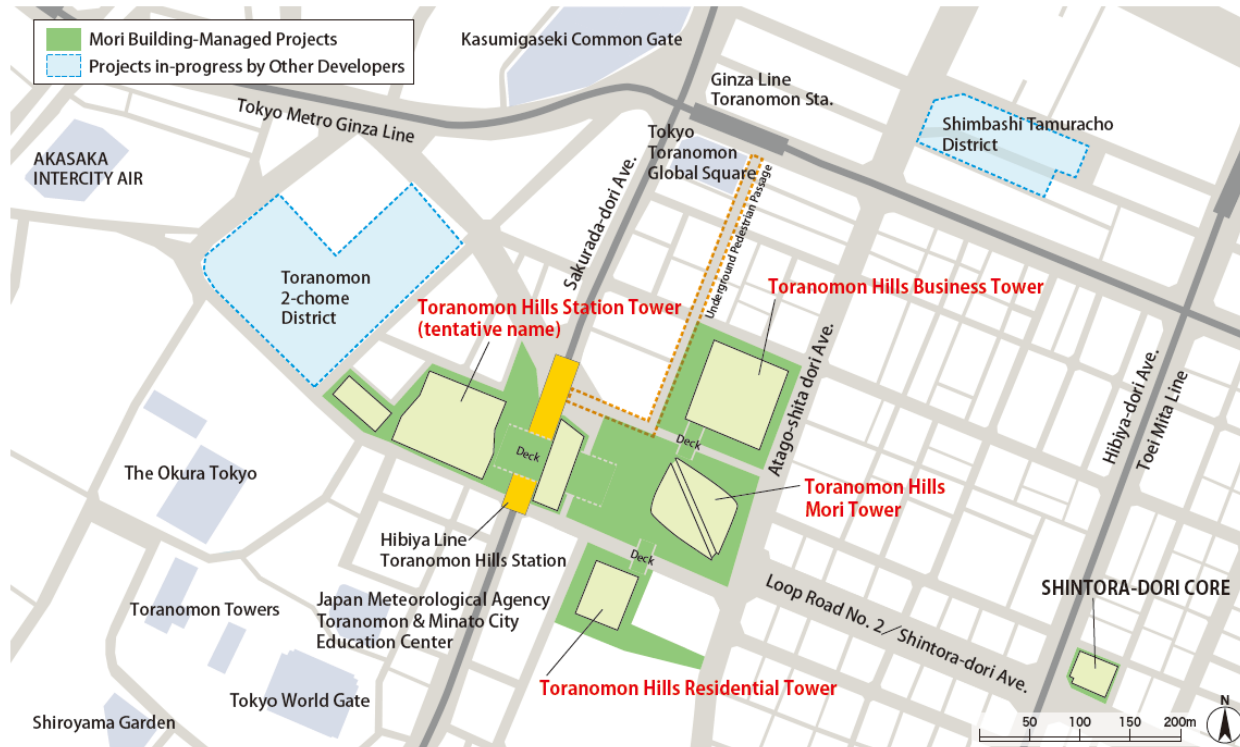 Mori Building-Managed Projects
Projects in-progress by Other Developers
Kasumigaseki Common Gate
Ginza Line
Toranomon Sta.
Tokyo Metro Ginza Line
Tokyo
Toranomon
Global Square
Shimbashi Tamuracho
District
AKASAKA
INTERCITY AIR
Sakurada-dori Ave.
Underground Pedestrian Passage
Toranomon
2-chome
District
Toranomon Hills Station Tower
(tentative name)
Toranomon Hills Business Tower
Atago-shita dori Ave.
Hibiya-dori Ave.
Toei Mita Line
Deck
Deck
The Okura Tokyo
Toranomon Hills
Mori Tower
Hibiya Line
Toranomon Hills Station
Deck
Loop Road No. 2／Shintora-dori Ave.
SHINTORA-DORI CORE
Toranomon Towers
Japan Meteorological Agency
Toranomon & Minato City
Education Center
Toranomon Hills Residential Tower
Tokyo World Gate
Shiroyama Garden
N
50 100 150 200m